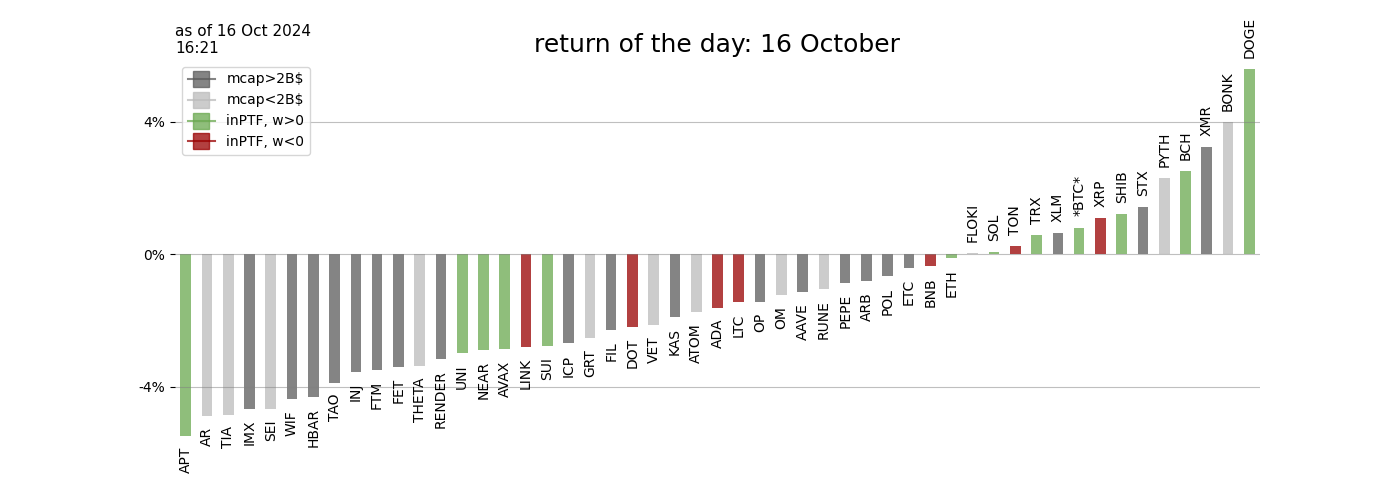 as of 16 Oct 2024
16:21
return of the day: 16 October
mcap>2B$
mcap<2B$
inPTF, w>0
inPTF, w<0
4%
0%
-4%
APT
AR
TIA
IMX
SEI
WIF
HBAR
TAO
INJ
FTM
FET
THETA
RENDER
UNI
NEAR
AVAX
LINK
SUI
ICP
GRT
FIL
DOT
VET
KAS
ATOM
ADA
LTC
OP
OM
AAVE
RUNE
PEPE
ARB
POL
ETC
BNB
ETH
FLOKI
SOL
TON
TRX
XLM
*BTC*
XRP
SHIB
STX
PYTH
BCH
XMR
BONK
DOGE